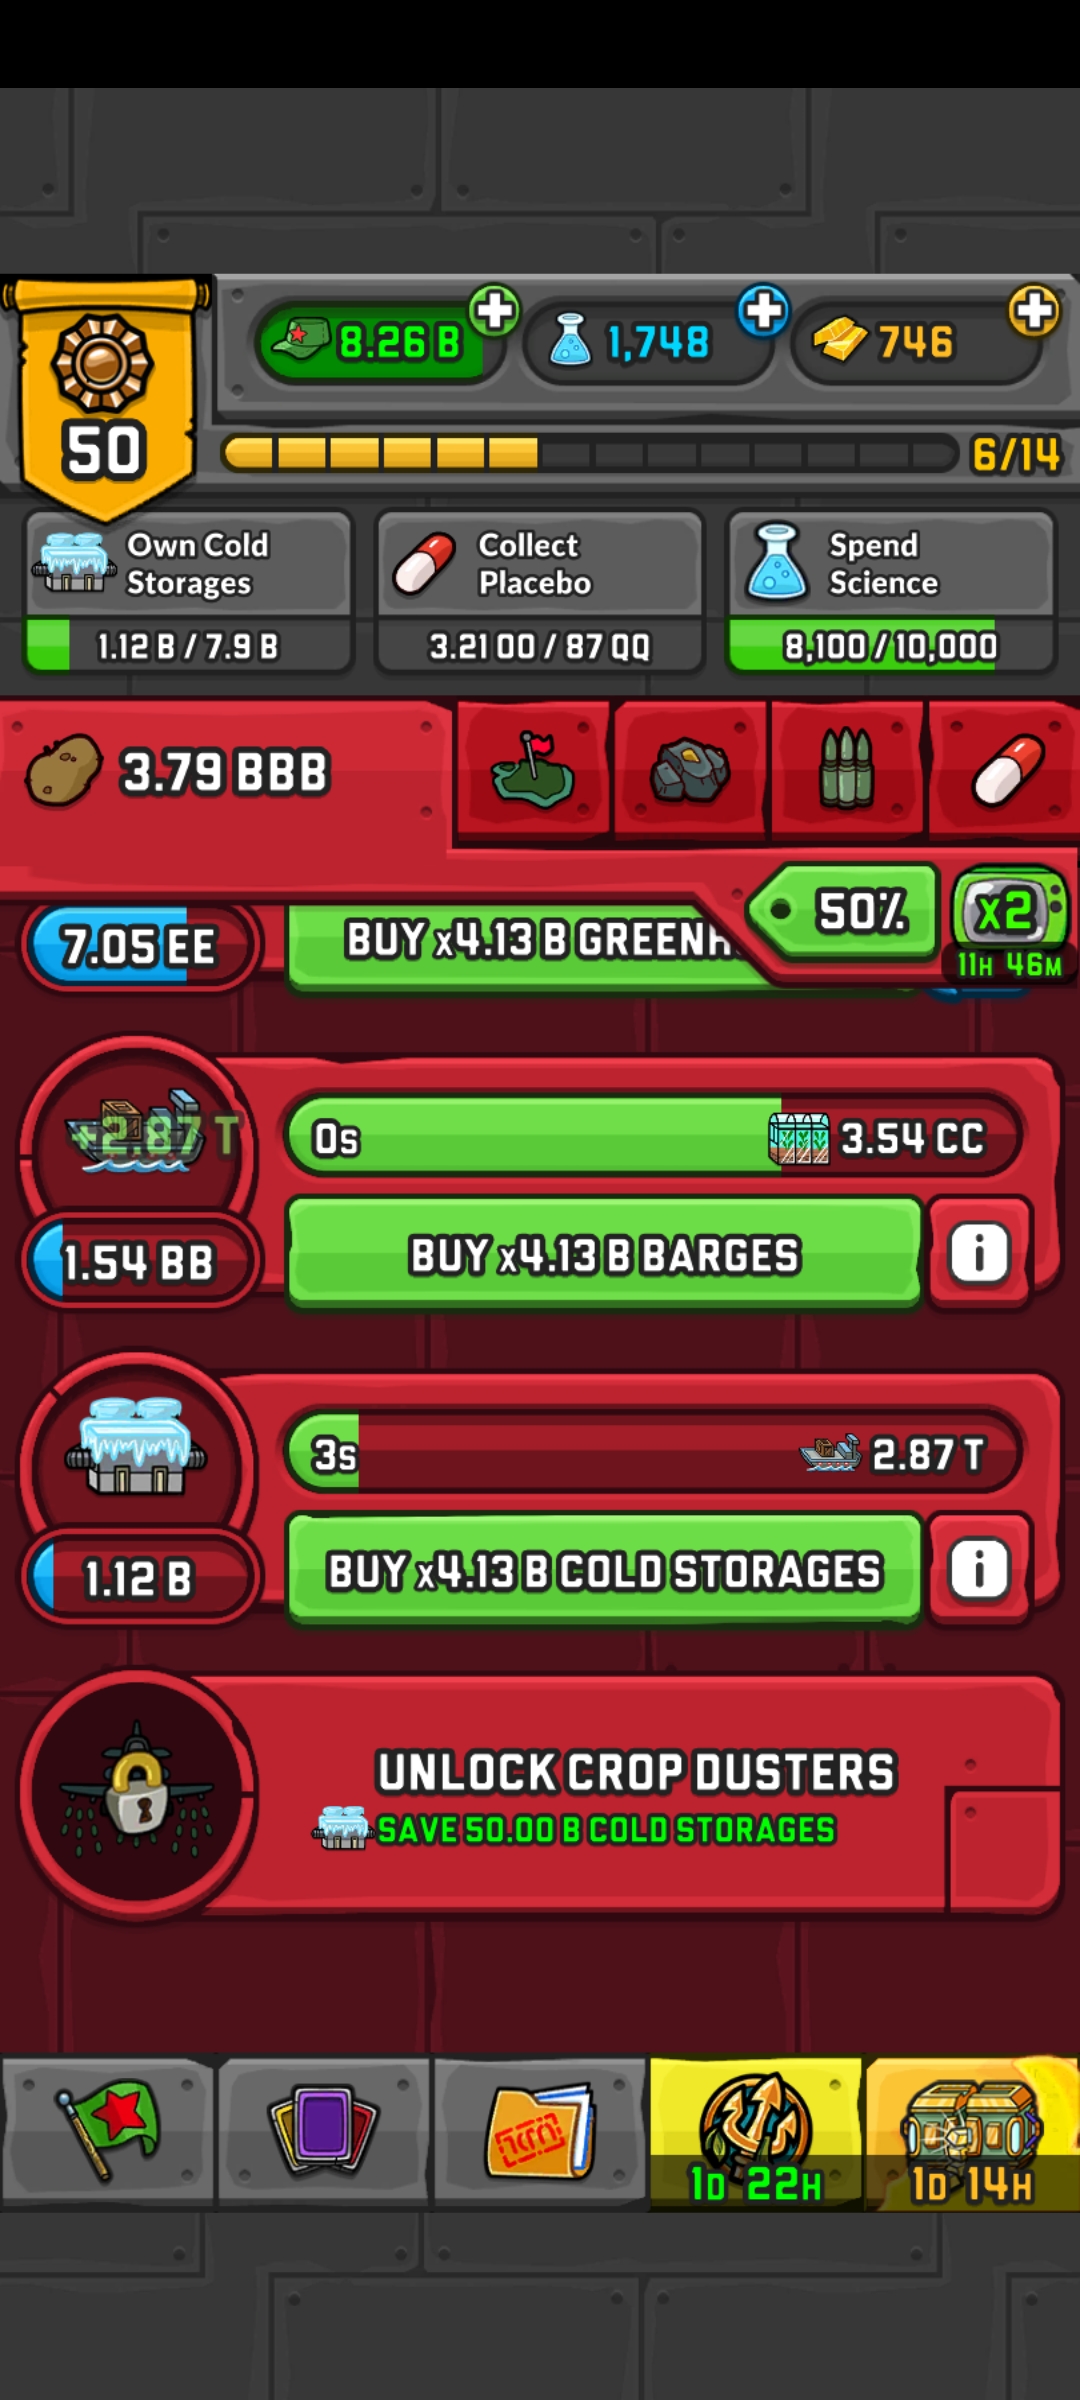 8.26 B
1,748
746
50
6/14
Own Cold
Storages
1.12 B / 7.9 B
Collect
Placebo
3.21 OO / 87 QQ
Spend
Science
8,100 / 10,000
3.79 BBB
50%
x2
11H 46M
7.05 EE
BUY x4.13 B GREENH
+2.87 T
0s
3.54 CC
1.54 BB
BUY x4.13 B BARGES
i
3s
2.87 T
1.12 B
BUY x4.13 B COLD STORAGES
i
UNLOCK CROP DUSTERS
SAVE 50.00 B COLD STORAGES
1D 22H
1D 14H